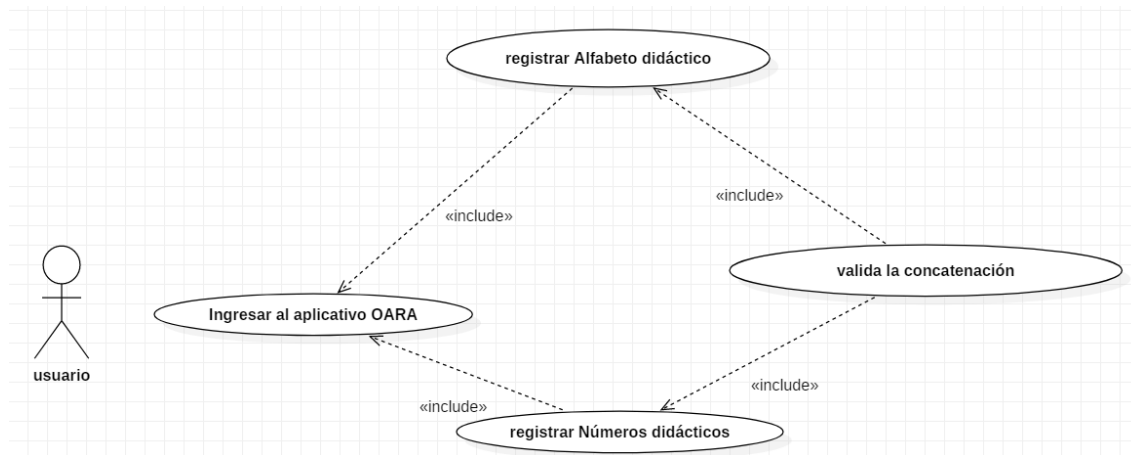 registrar Alfabeto didáctico
«include»
«include»
valida la concatenación
Ingresar al aplicativo OARA
usuario
«include»
«include»
registrar Números didácticos